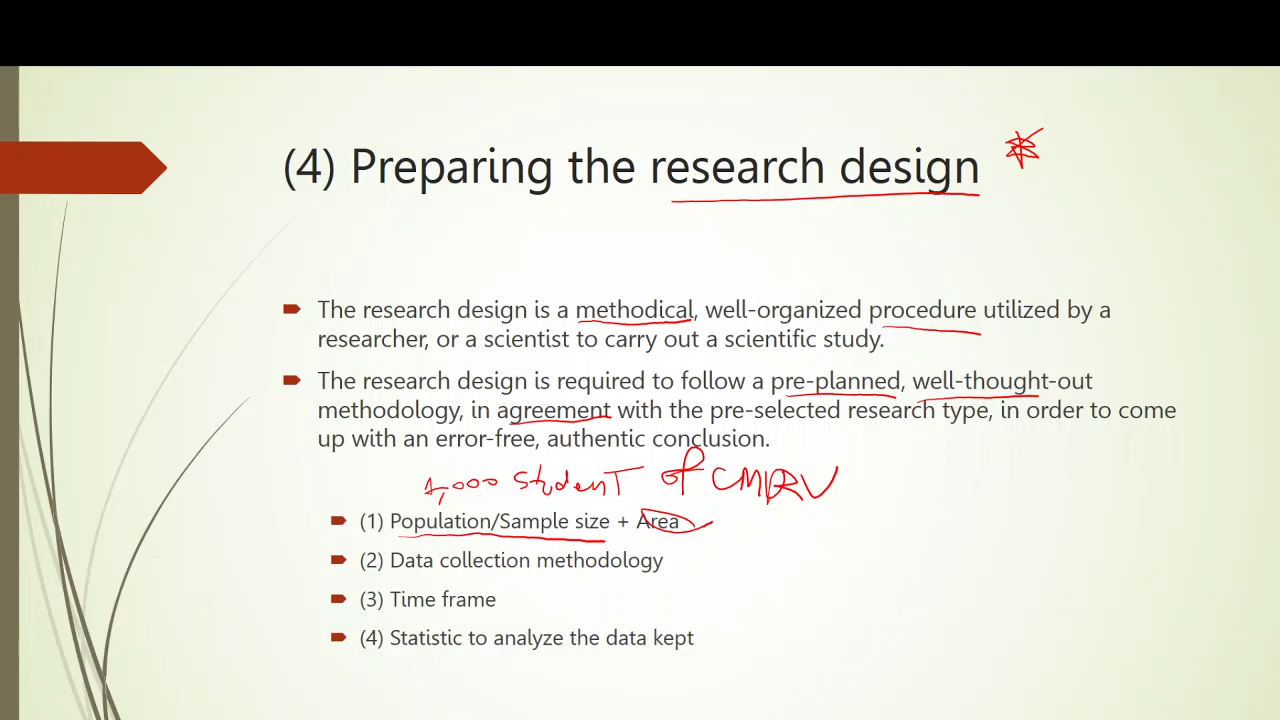 (4) Preparing the research design
The research design is a methodical, well-organized procedure utilized by a
researcher, or a scientist to carry out a scientific study.
The research design is required to follow a pre-planned, well-thought-out
methodology, in agreement with the pre-selected research type, in order to come
up with an error-free, authentic conclusion.
1,000 student of
(1) Population/Sample size + Area
(2) Data collection methodology
(3) Time frame
(4) Statistic to analyze the data kept